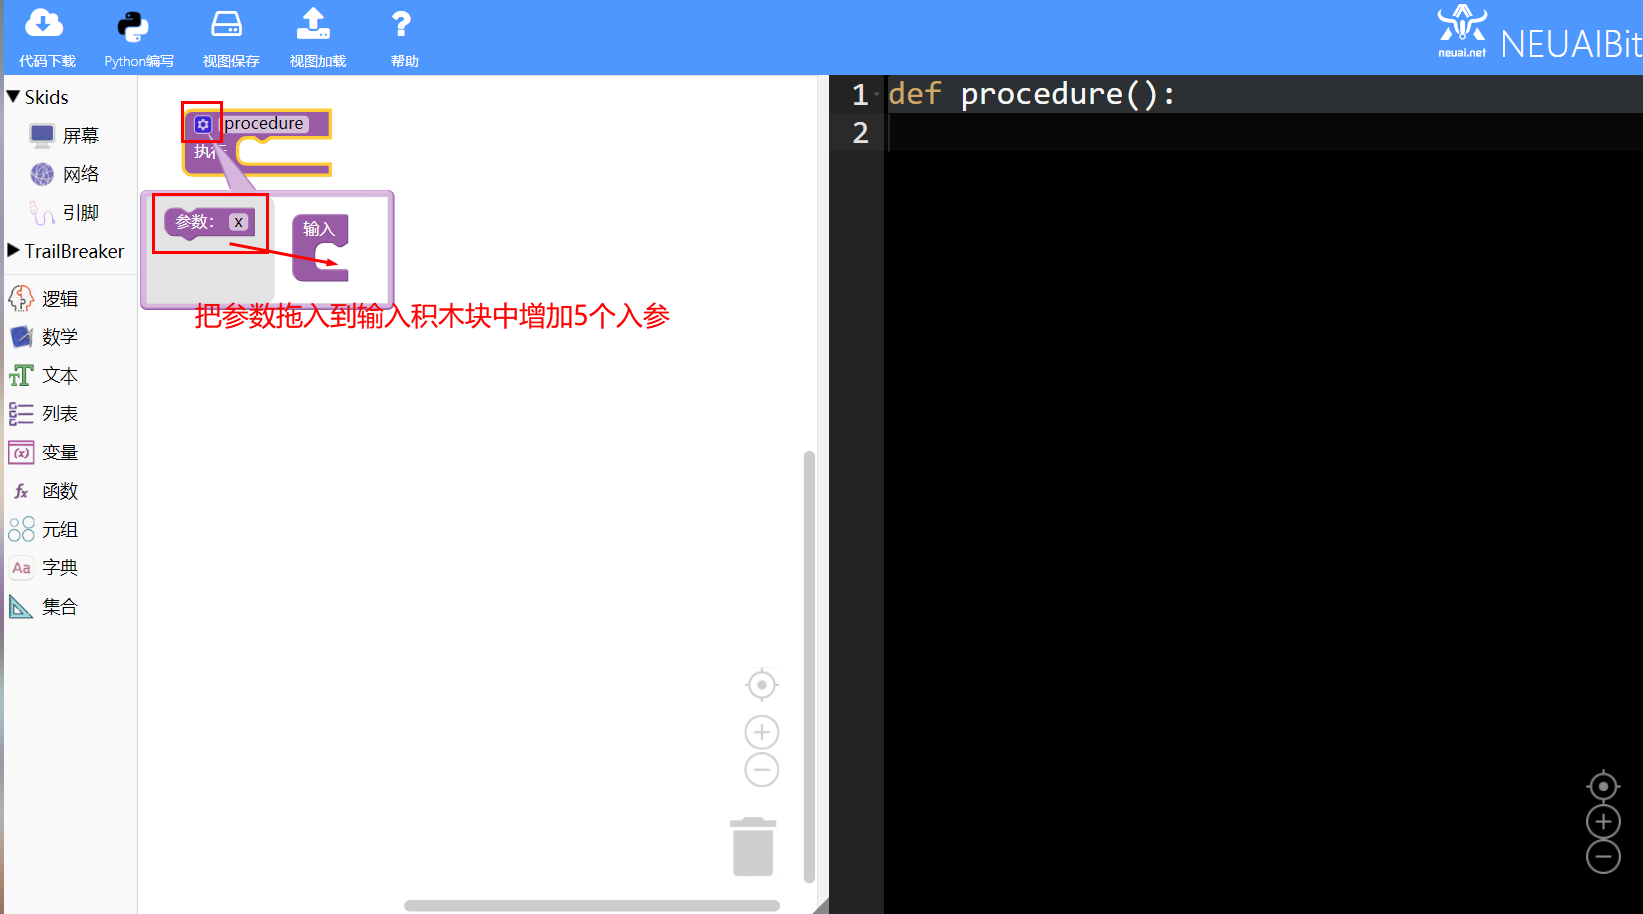 代码下载
Python编写
视图保存
视图加载
帮助
neuai.net
NEUAIBit
Skids
屏幕
网络
引脚
TrailBreaker
逻辑
数学
文本
列表
变量
函数
元组
字典
集合
procedure
执行
参数： x
输入
把参数拖入到输入积木块中增加5个入参
1 def procedure():
2